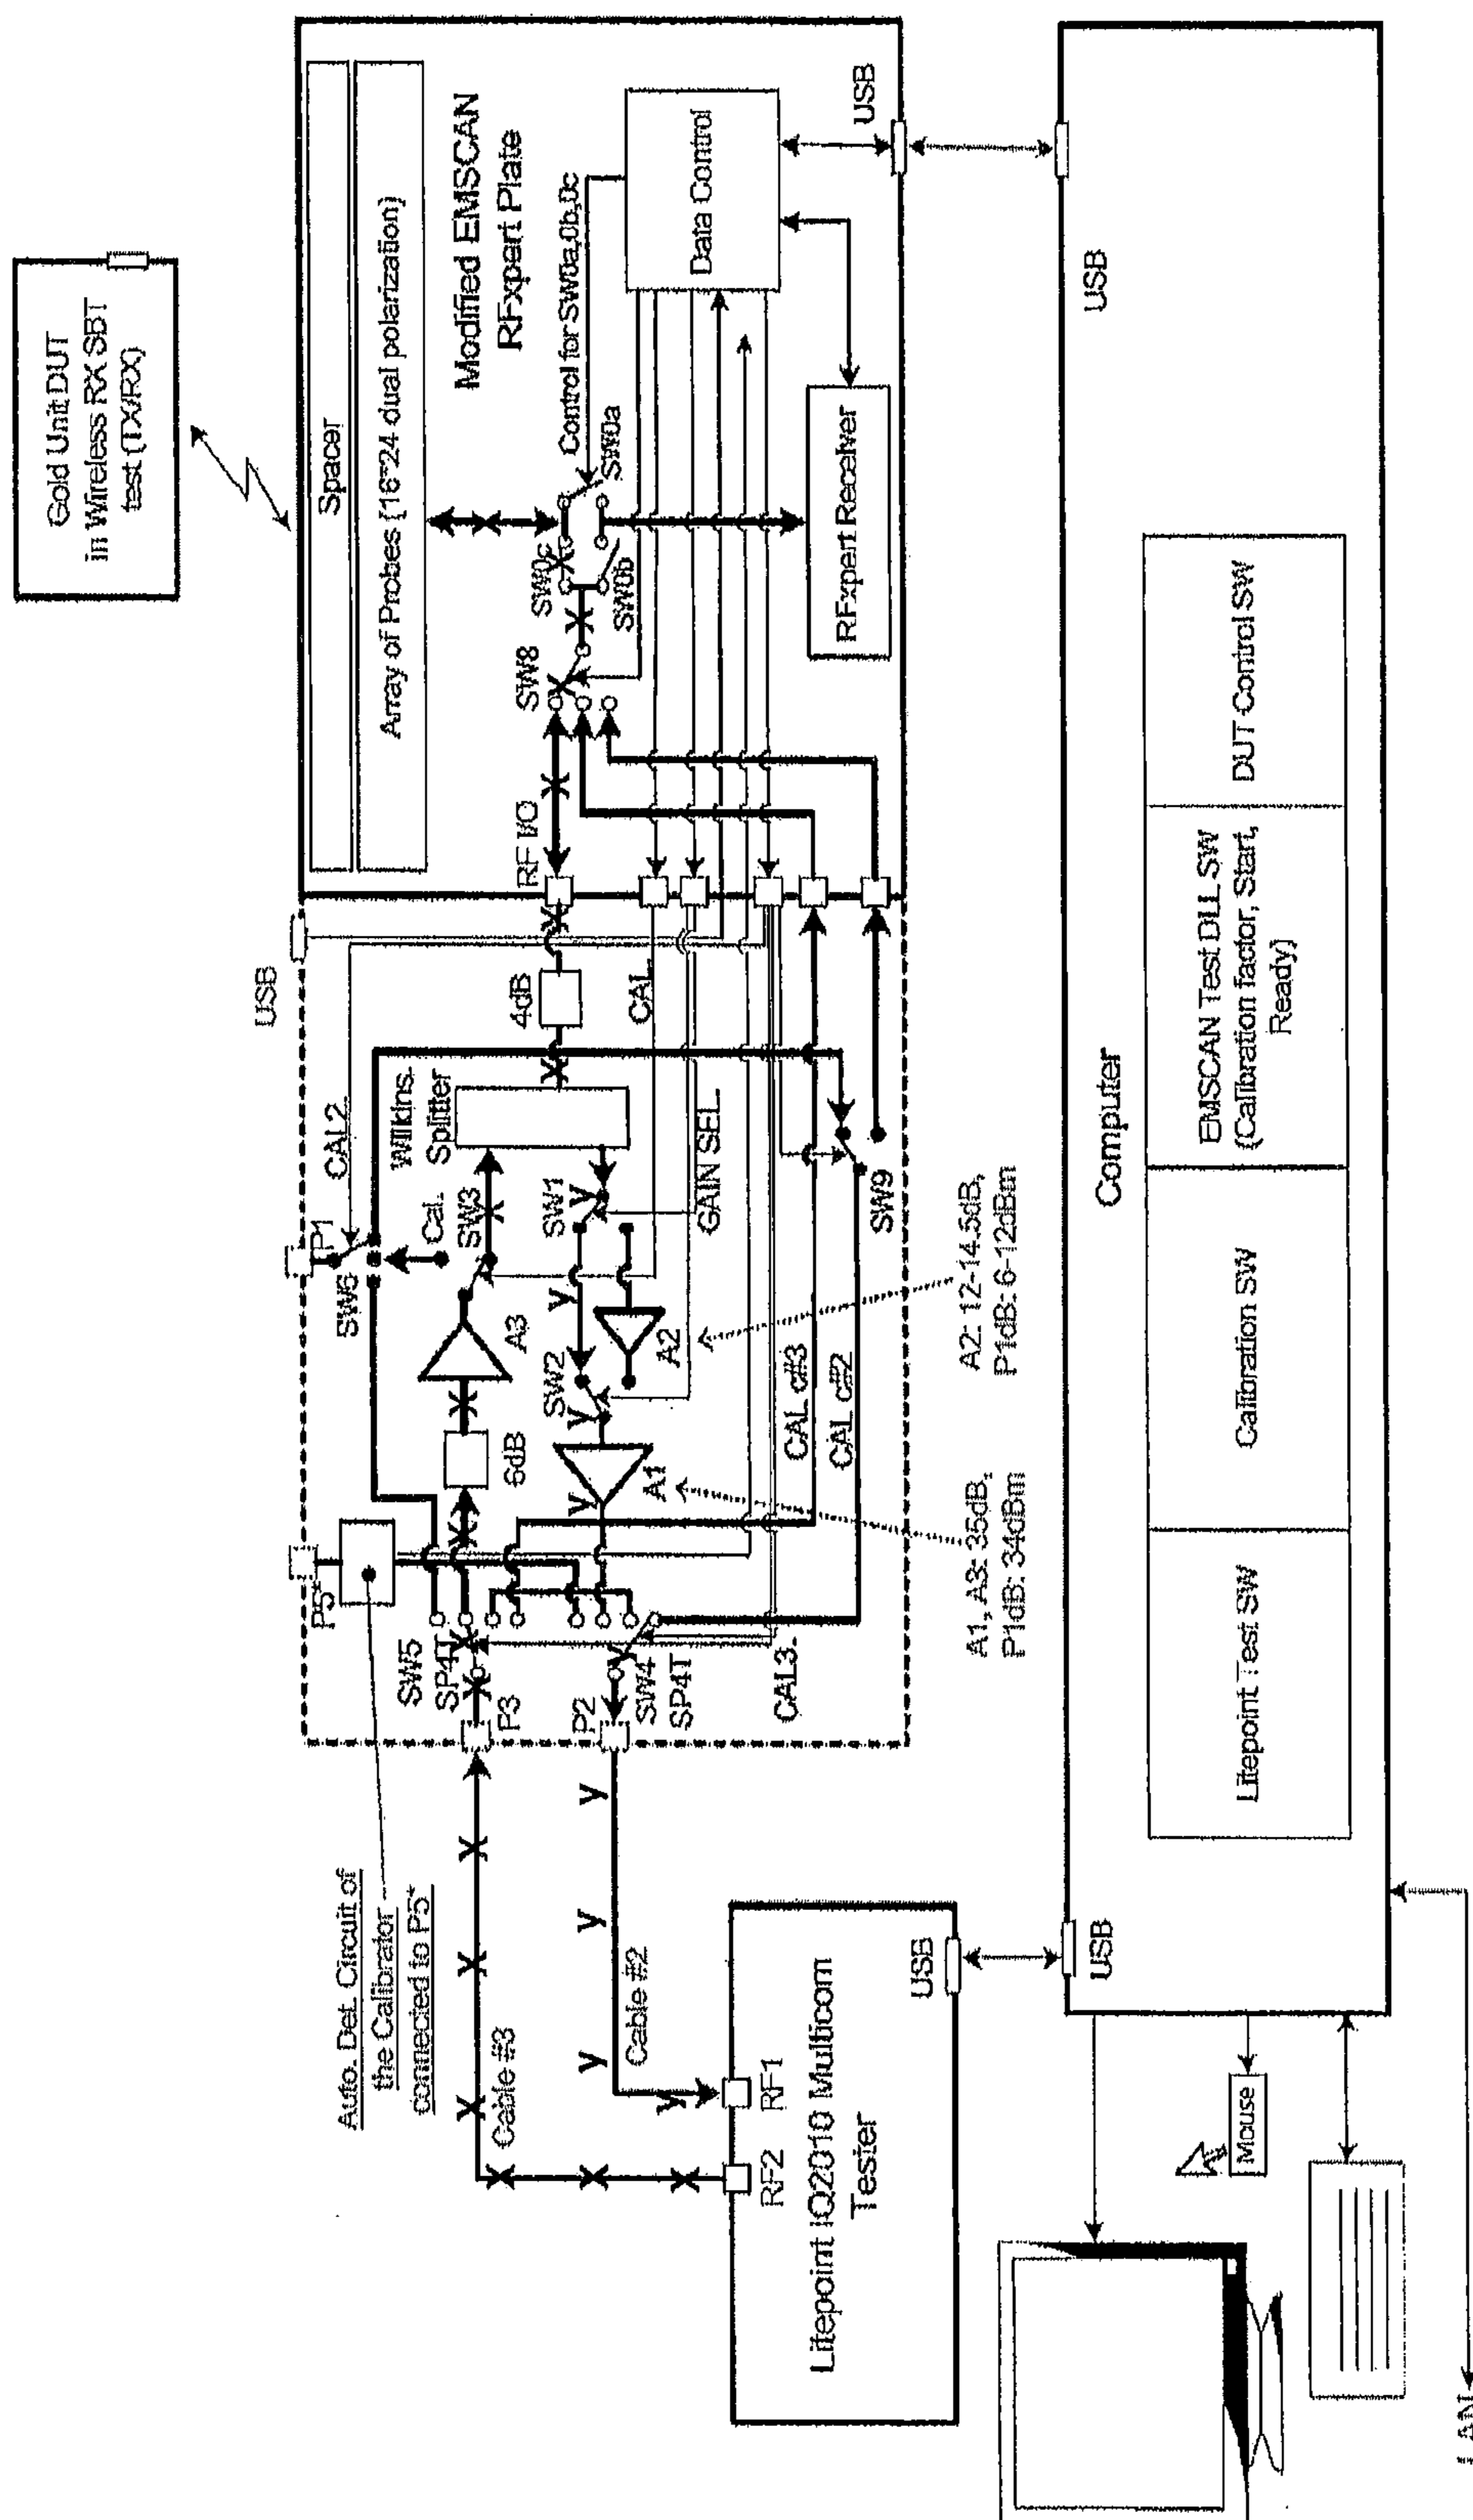 Gold Unit DUT
in Wireless RX SBT
test (TX/RX)
Spacer
Array of Probes (16*24 dual polarization)
Modified EMSCAN
RFxpert Plate
Control for SW0a,0b,0c
SW0a
SW0c
SW0b
SW8
Data Control
RFxpert Receiver
USB
RF I/O
USB
CAL2
4dB
CAL
Wilkins.
Splitter
P1
SW6
Cal.
SW3
SW1
GAIN SEL.
SW9
A3
SW2
A2
6dB
A1
CAL c#3
CAL c#2
P5*
SW5
SP4T
P3
P2
SW4
SP4T
CAL3
A2: 12-14.5dB,
P1dB: 6-12dBm
A1, A3: 35dB,
P1dB: 34dBm
Auto. Det. Circuit of
the Calibrator
connected to P5*
Cable #3
Cable #2
RF2
RF1
Litepoint IQ2010 Multicom
Tester
USB
USB
USB
Computer
Litepoint Test SW
Calibration SW
EMSCAN Test DLL SW
(Calibration factor, Start,
Ready)
DUT Control SW
Mouse
LAN